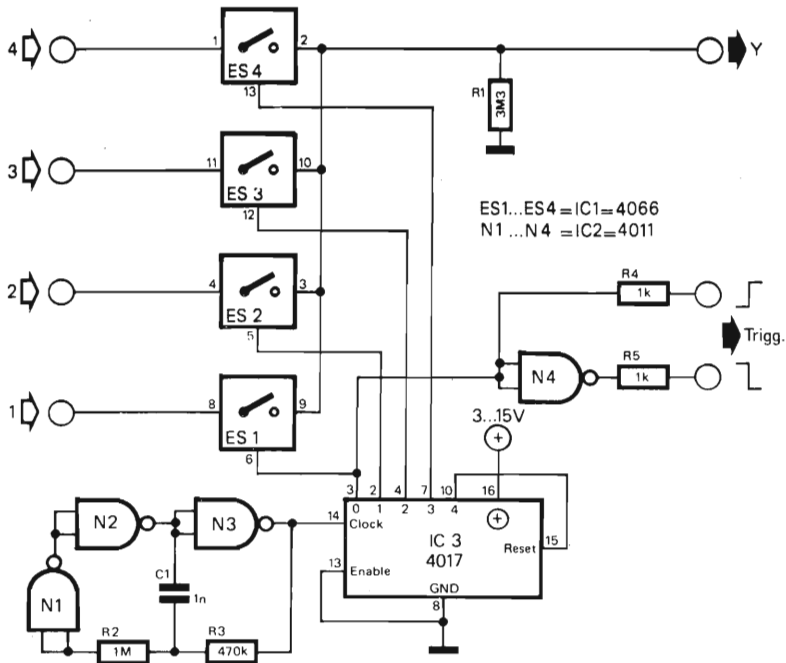 4 1 2 Y
ES 4
13
R1 3M3
3 11 10
ES 3
12
ES1...ES4=IC1=4066
N1...N4 =IC2=4011
2 4 3
ES 2
5
R4
1k
Trigg.
N4
R5
1k
1 8 9
ES 1
6
3...15V
+
3 2 4 7 10 16
0 1 2 3 4 +
N2 N3
14 Clock
IC 3
4017
Reset 15
13 Enable
GND
8
C1
1n
N1
R2
1M
R3
470k